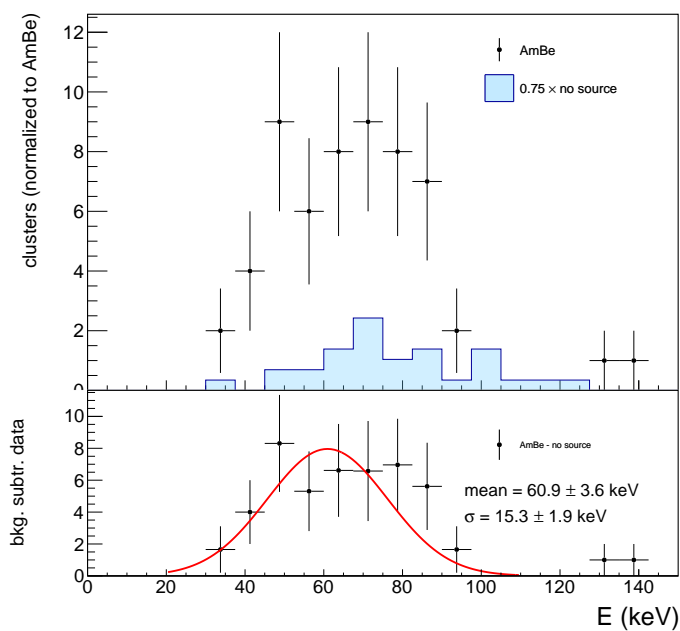 clusters (normalized to AmBe)
12
10
8
6
4
2
0
AmBe
0.75 × no source
bkg. subtr. data
10
8
6
4
2
0
AmBe - no source
mean = 60.9 ± 3.6 keV
σ = 15.3 ± 1.9 keV
0 20 40 60 80 100 120 140
E (keV)